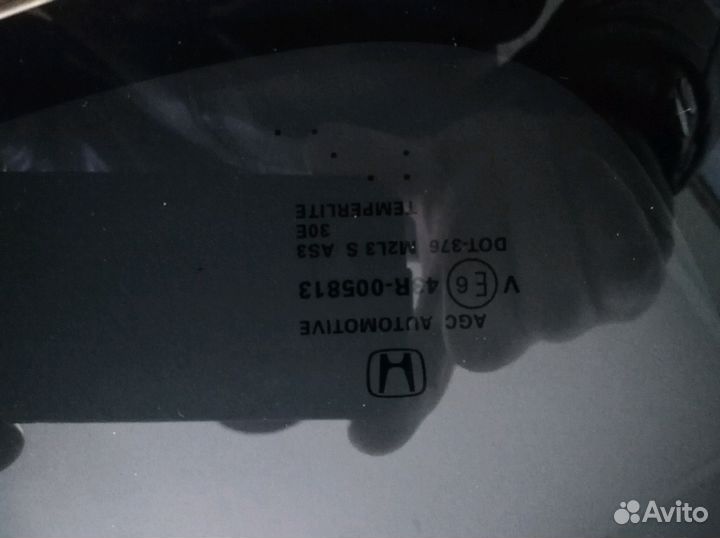 AGC AUTOMOTIVE
V E6 43R-005813
DOT-376 M2L3 S AS3
30E
TEMPERLITE
Avito